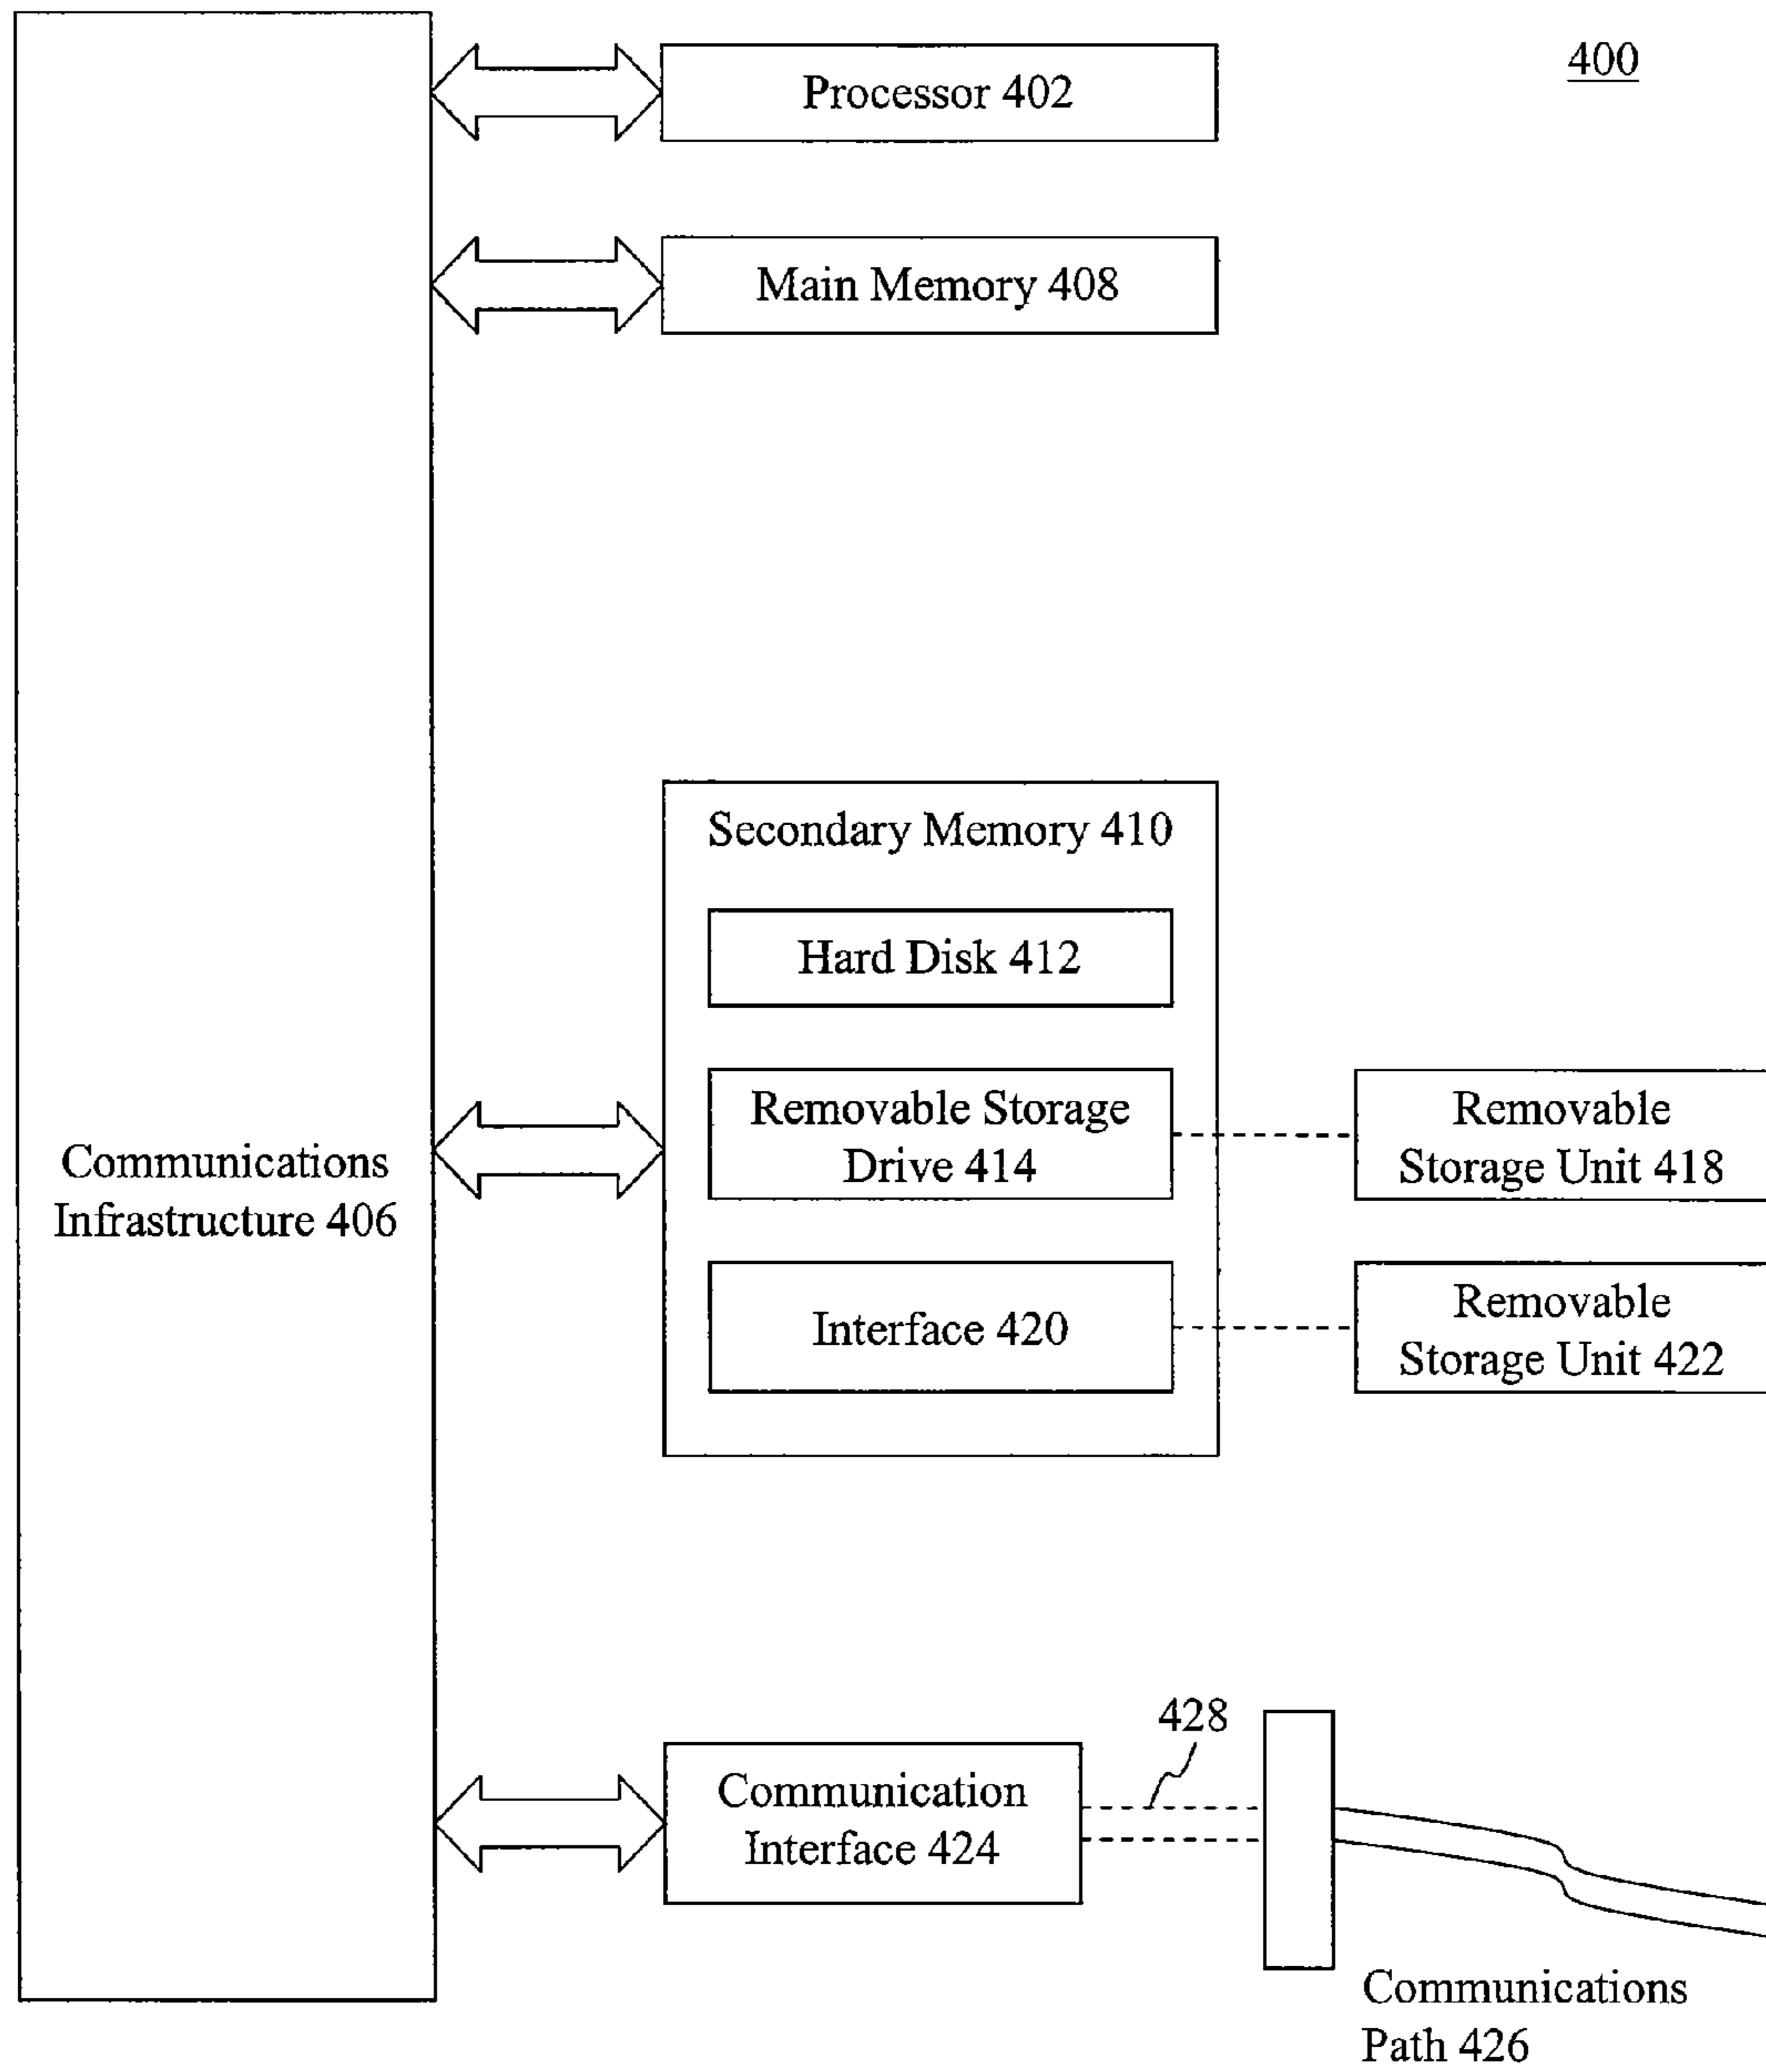 400
Processor 402
Main Memory 408
Secondary Memory 410
Hard Disk 412
Removable Storage
Drive 414
Removable
Storage Unit 418
Communications
Infrastructure 406
Interface 420
Removable
Storage Unit 422
428
Communication
Interface 424
Communications
Path 426